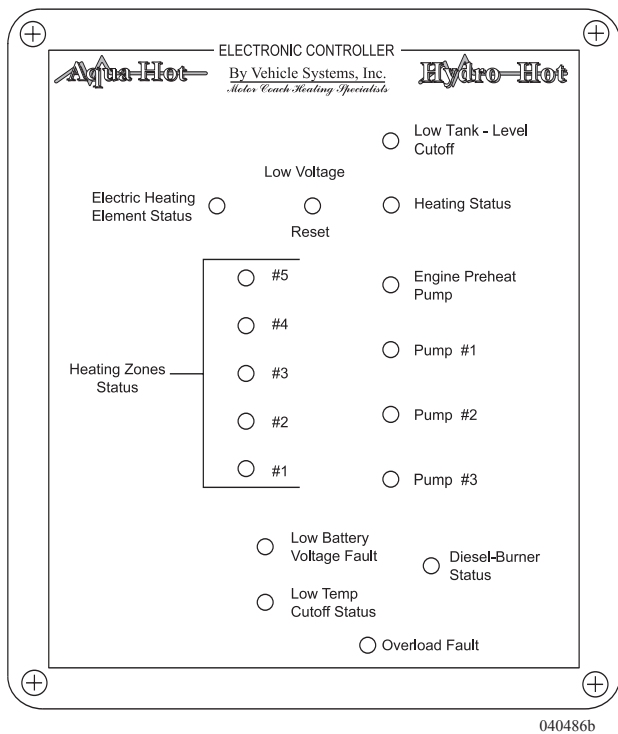 ELECTRONIC CONTROLLER
Aqua-Hot
By Vehicle Systems, Inc.
Motor Coach Heating Specialists
Hydro-Hot
Low Tank - Level
Cutoff
Low Voltage
Electric Heating
Element Status
Reset
Heating Status
#5
#4
#3
#2
#1
Heating Zones
Status
Engine Preheat
Pump
Pump #1
Pump #2
Pump #3
Low Battery
Voltage Fault
Diesel-Burner
Status
Low Temp
Cutoff Status
Overload Fault
040486b